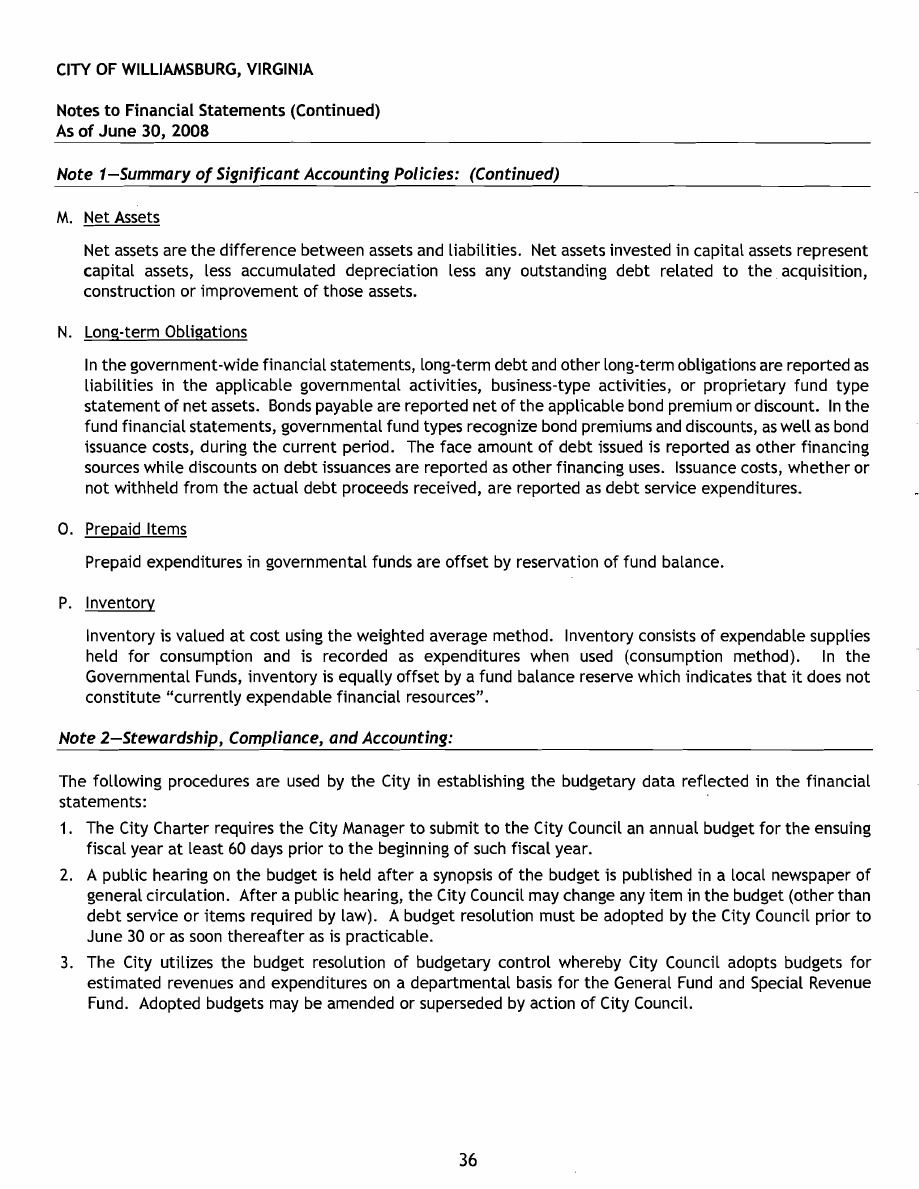 CITY OF WILLIAMSBURG, VIRGINIA
Notes to Financial Statements (Continued)
As of June 30, 2008
Note 1—Summary of Significant Accounting Policies: (Continued)
M. Net Assets
Net assets are the difference between assets and liabilities. Net assets invested in capital assets represent
capital assets, less accumulated depreciation less any outstanding debt related to the acquisition,
construction or improvement of those assets.
N. Long-term Obligations
In the government-wide financial statements, long-term debt and other long-term obligations are reported as
liabilities in the applicable governmental activities, business-type activities, or proprietary fund type
statement of net assets. Bonds payable are reported net of the applicable bond premium or discount. In the
fund financial statements, governmental fund types recognize bond premiums and discounts, as well as bond
issuance costs, during the current period. The face amount of debt issued is reported as other financing
sources while discounts on debt issuances are reported as other financing uses. Issuance costs, whether or
not withheld from the actual debt proceeds received, are reported as debt service expenditures.
O. Prepaid Items
Prepaid expenditures in governmental funds are offset by reservation of fund balance.
P. Inventory
Inventory is valued at cost using the weighted average method. Inventory consists of expendable supplies
held for consumption and is recorded as expenditures when used (consumption method). In the
Governmental Funds, inventory is equally offset by a fund balance reserve which indicates that it does not
constitute "currently expendable financial resources".
Note 2—Stewardship, Compliance, and Accounting:
The following procedures are used by the City in establishing the budgetary data reflected in the financial
statements:
1. The City Charter requires the City Manager to submit to the City Council an annual budget for the ensuing
fiscal year at least 60 days prior to the beginning of such fiscal year.
2. A public hearing on the budget is held after a synopsis of the budget is published in a local newspaper of
general circulation. After a public hearing, the City Council may change any item in the budget (other than
debt service or items required by law). A budget resolution must be adopted by the City Council prior to
June 30 or as soon thereafter as is practicable.
3. The City utilizes the budget resolution of budgetary control whereby City Council adopts budgets for
estimated revenues and expenditures on a departmental basis for the General Fund and Special Revenue
Fund. Adopted budgets may be amended or superseded by action of City Council.
36